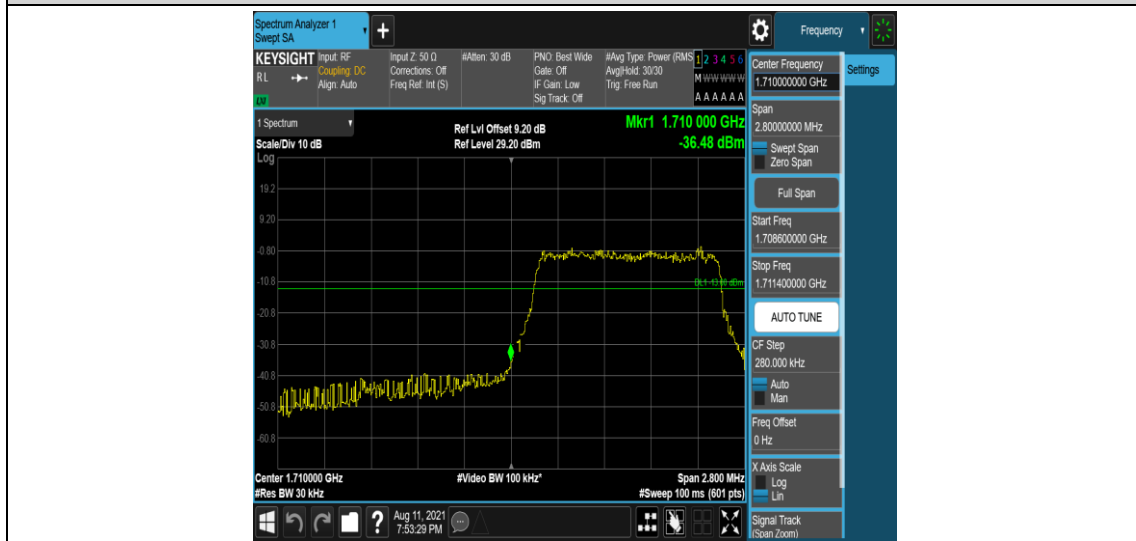 Spectrum Analyzer 1
Swept SA
+
Frequency
KEYSIGHT
RL
LXI
Input: RF
Coupling: DC
Align: Auto
Input Z: 50 Ω
Corrections: Off
Freq Ref: Int (S)
#Atten: 30 dB
PNO: Best Wide
Gate: Off
IF Gain: Low
Sig Track: Off
#Avg Type: Power (RMS
Avg|Hold: 30/30
Trig: Free Run
1 2 3 4 5 6
M W W W W W
A A A A A A
1 Spectrum
Scale/Div 10 dB
Ref Lvl Offset 9.20 dB
Ref Level 29.20 dBm
Mkr1 1.710 000 GHz
-36.48 dBm
Log
19.2
9.20
-0.80
-10.8
-20.8
-30.8
-40.8
-50.8
-60.8
DL1 -13.00 dBm
1
Center 1.710000 GHz
#Res BW 30 kHz
#Video BW 100 kHz*
Span 2.800 MHz
#Sweep 100 ms (601 pts)
Center Frequency
1.710000000 GHz
Settings
Span
2.80000000 MHz
Swept Span
Zero Span
Full Span
Start Freq
1.708600000 GHz
Stop Freq
1.711400000 GHz
AUTO TUNE
CF Step
280.000 kHz
Auto
Man
Freq Offset
0 Hz
X Axis Scale
Log
Lin
Signal Track
(Span Zoom)
?
Aug 11, 2021
7:53:29 PM